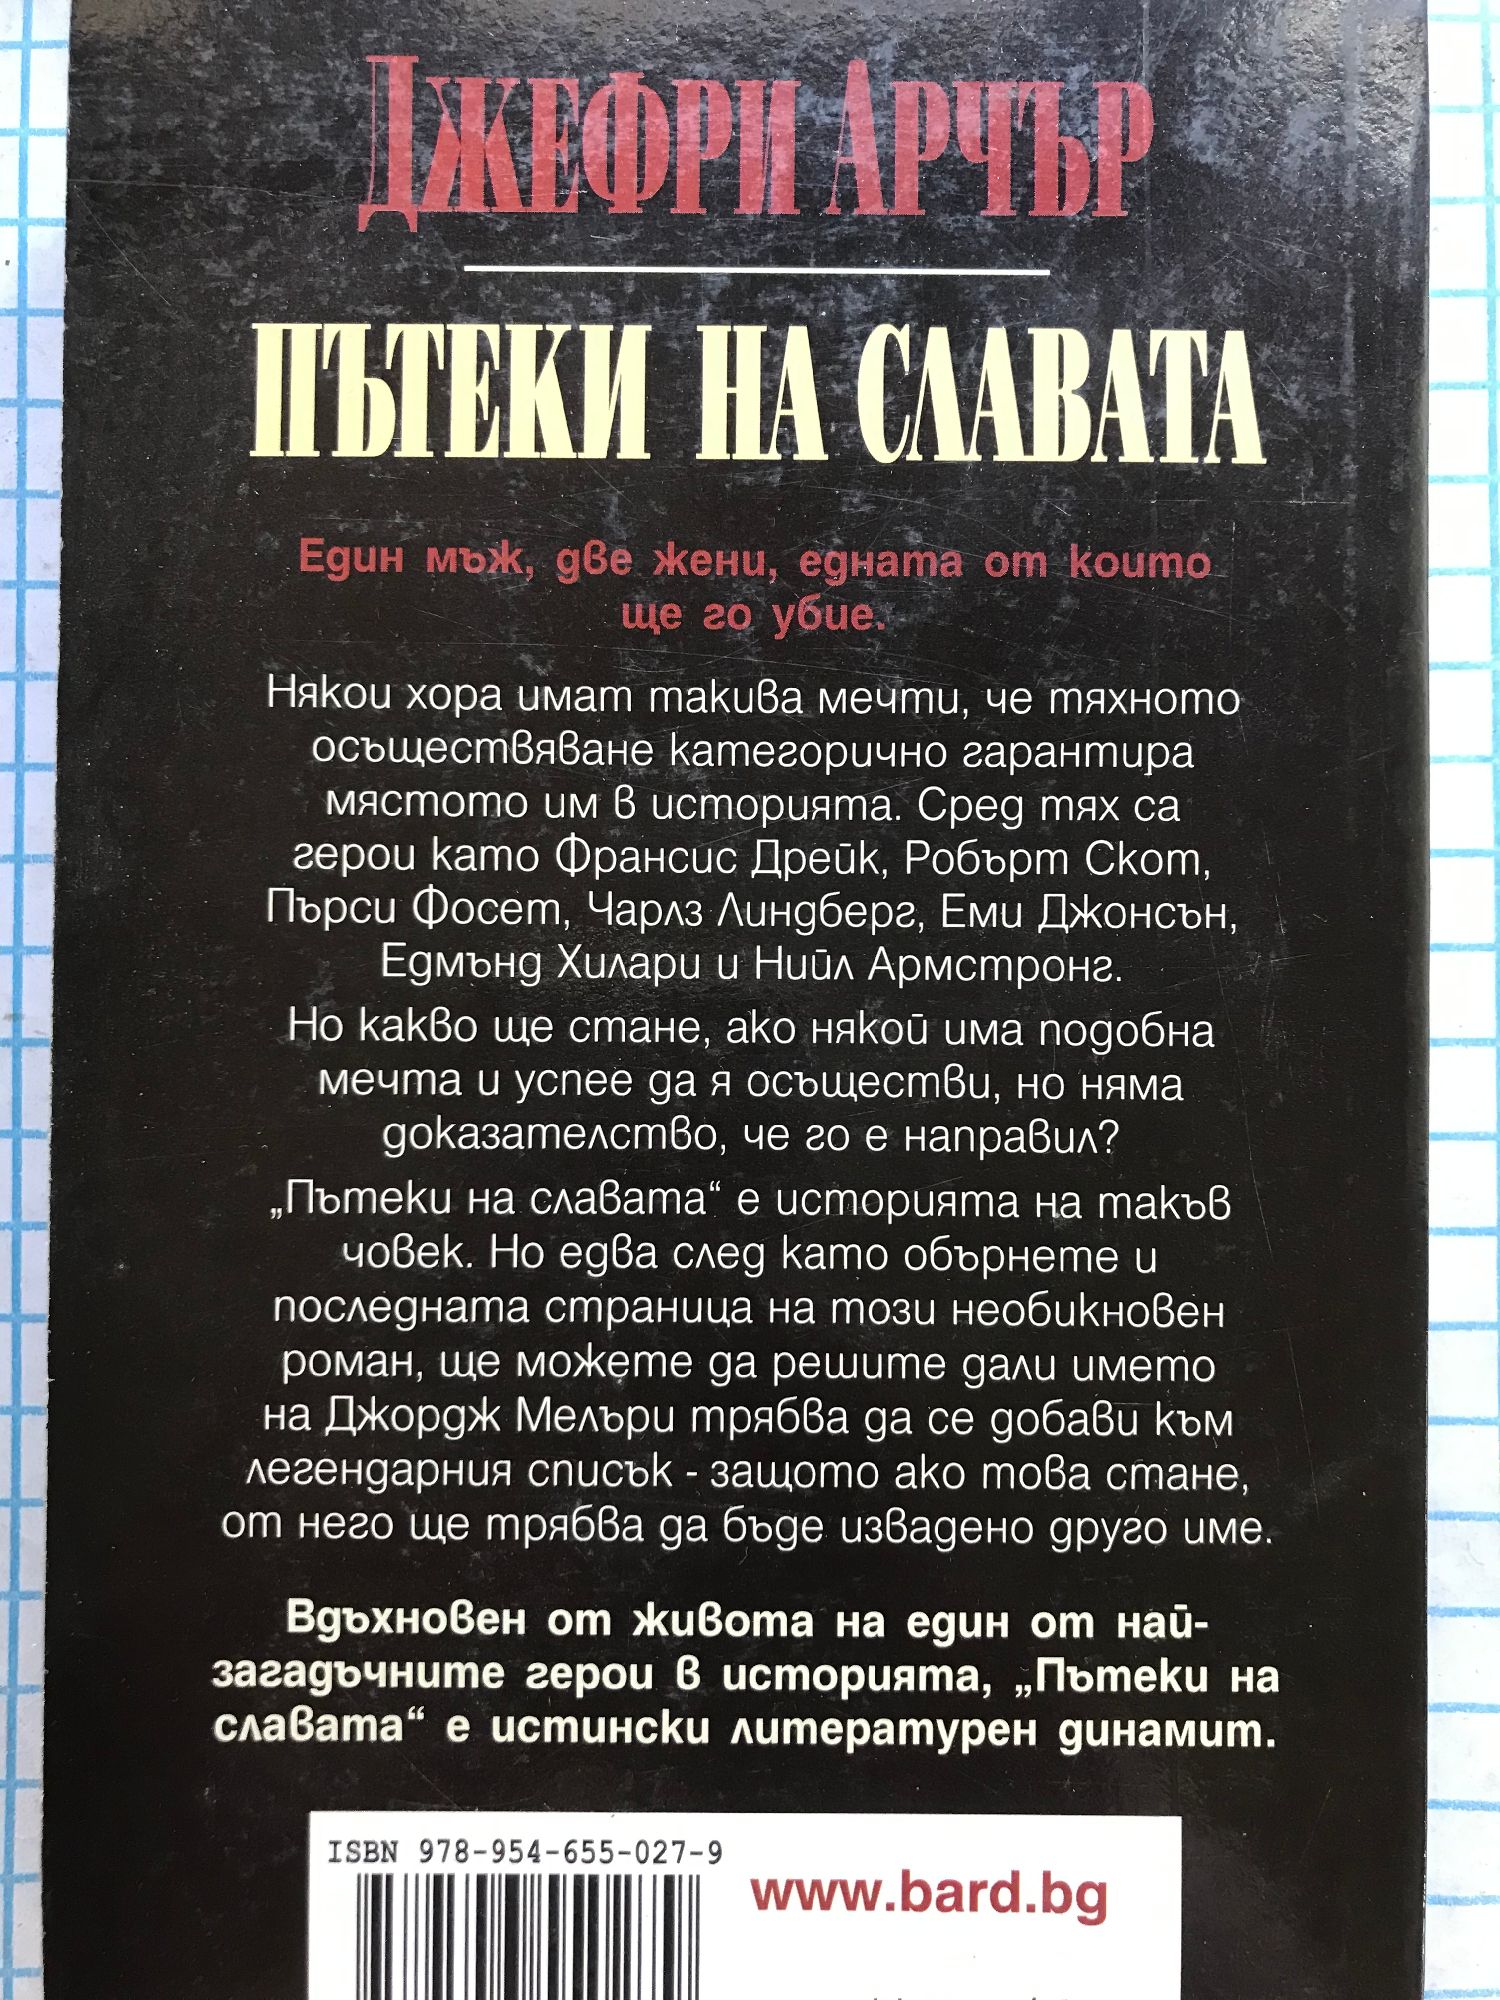 ДЖЕФРИ АРЧЪР
ПЪТЕКИ НА СЛАВАТА
Един мъж, две жени, едната от които
ще го убие.
Някои хора имат такива мечти, че тяхното
осъществяване категорично гарантира
мястото им в историята. Сред тях са
герои като Франсис Дрейк, Робърт Скот,
Пърси Фосет, Чарлз Линдберг, Еми Джонсън,
Едмънд Хилари и Нийл Армстронг.
Но какво ще стане, ако някой има подобна
мечта и успее да я осъществи, но няма
доказателство, че го е направил?
„Пътеки на славата“ е историята на такъв
човек. Но едва след като обърнете и
последната страница на този необикновен
роман, ще можете да решите дали името
на Джордж Мелъри трябва да се добави към
легендарния списък - защото ако това стане,
от него ще трябва да бъде извадено друго име.
Вдъхновен от живота на един от най-
загадъчните герои в историята, „Пътеки на
славата“ е истински литературен динамит.
ISBN 978-954-655-027-9
www.bard.bg